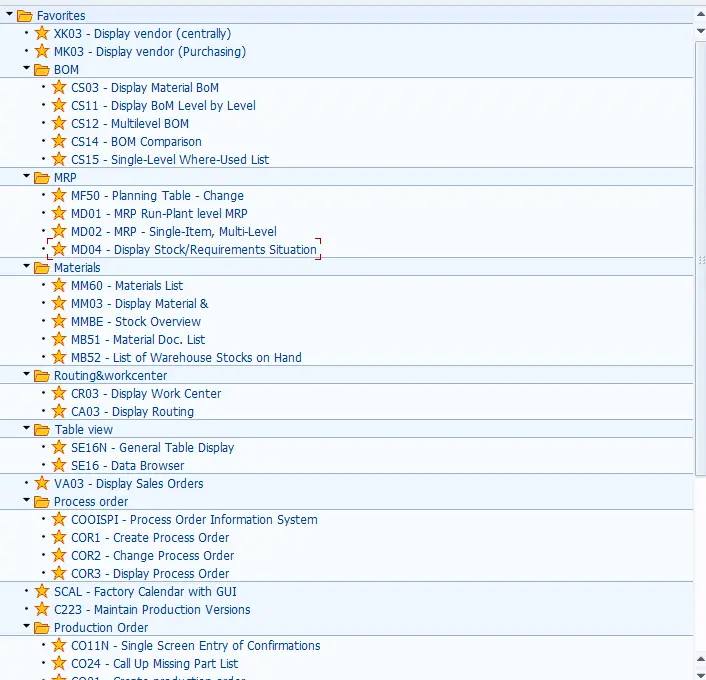 Favorites
XK03 - Display vendor (centrally)
MK03 - Display vendor (Purchasing)
BOM
CS03 - Display Material BoM
CS11 - Display BoM Level by Level
CS12 - Multilevel BOM
CS14 - BOM Comparison
CS15 - Single-Level Where-Used List
MRP
MF50 - Planning Table - Change
MD01 - MRP Run-Plant level MRP
MD02 - MRP - Single-Item, Multi-Level
MD04 - Display Stock/Requirements Situation
Materials
MM60 - Materials List
MM03 - Display Material &
MMBE - Stock Overview
MB51 - Material Doc. List
MB52 - List of Warehouse Stocks on Hand
Routing&workcenter
CR03 - Display Work Center
CA03 - Display Routing
Table view
SE16N - General Table Display
SE16 - Data Browser
VA03 - Display Sales Orders
Process order
COOISPI - Process Order Information System
COR1 - Create Process Order
COR2 - Change Process Order
COR3 - Display Process Order
SCAL - Factory Calendar with GUI
C223 - Maintain Production Versions
Production Order
CO11N - Single Screen Entry of Confirmations
CO24 - Call Up Missing Part List
CO01 - Create production order